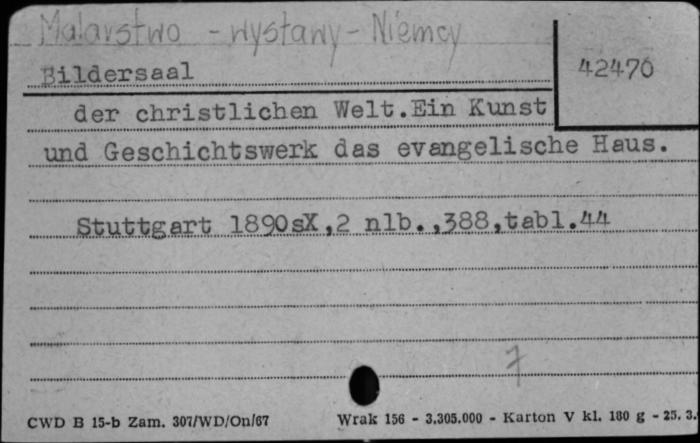 Malarstwo - wystawy - Niemcy
42470
Bildersaal
der christlichen Welt.Ein Kunst
und Geschichtswerk das evangelische Haus.
Stuttgart 1890sX,2 nlb.,388,tabl.44
7
CWD B 15-b Zam. 307/WD/On/67 Wrak 156 - 3.305.000 - Karton V kl. 180 g - 25. 3.